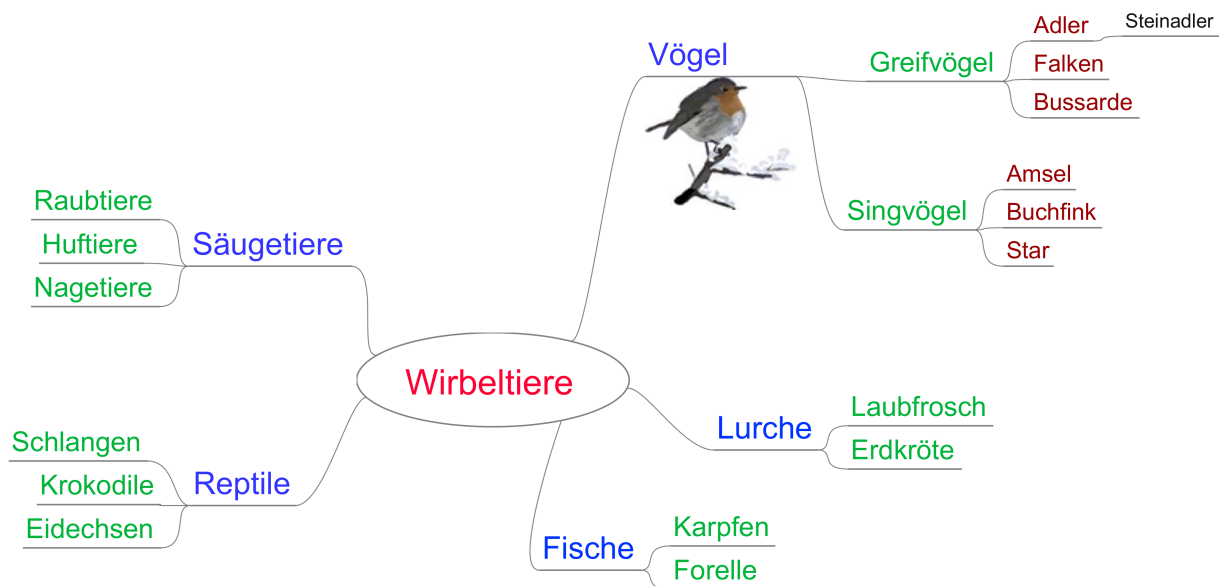 Wirbeltiere
Vögel
Greifvögel
Adler
Steinadler
Falken
Bussarde
Singvögel
Amsel
Buchfink
Star
Lurche
Laubfrosch
Erdkröte
Fische
Karpfen
Forelle
Säugetiere
Raubtiere
Huftiere
Nagetiere
Reptile
Schlangen
Krokodile
Eidechsen